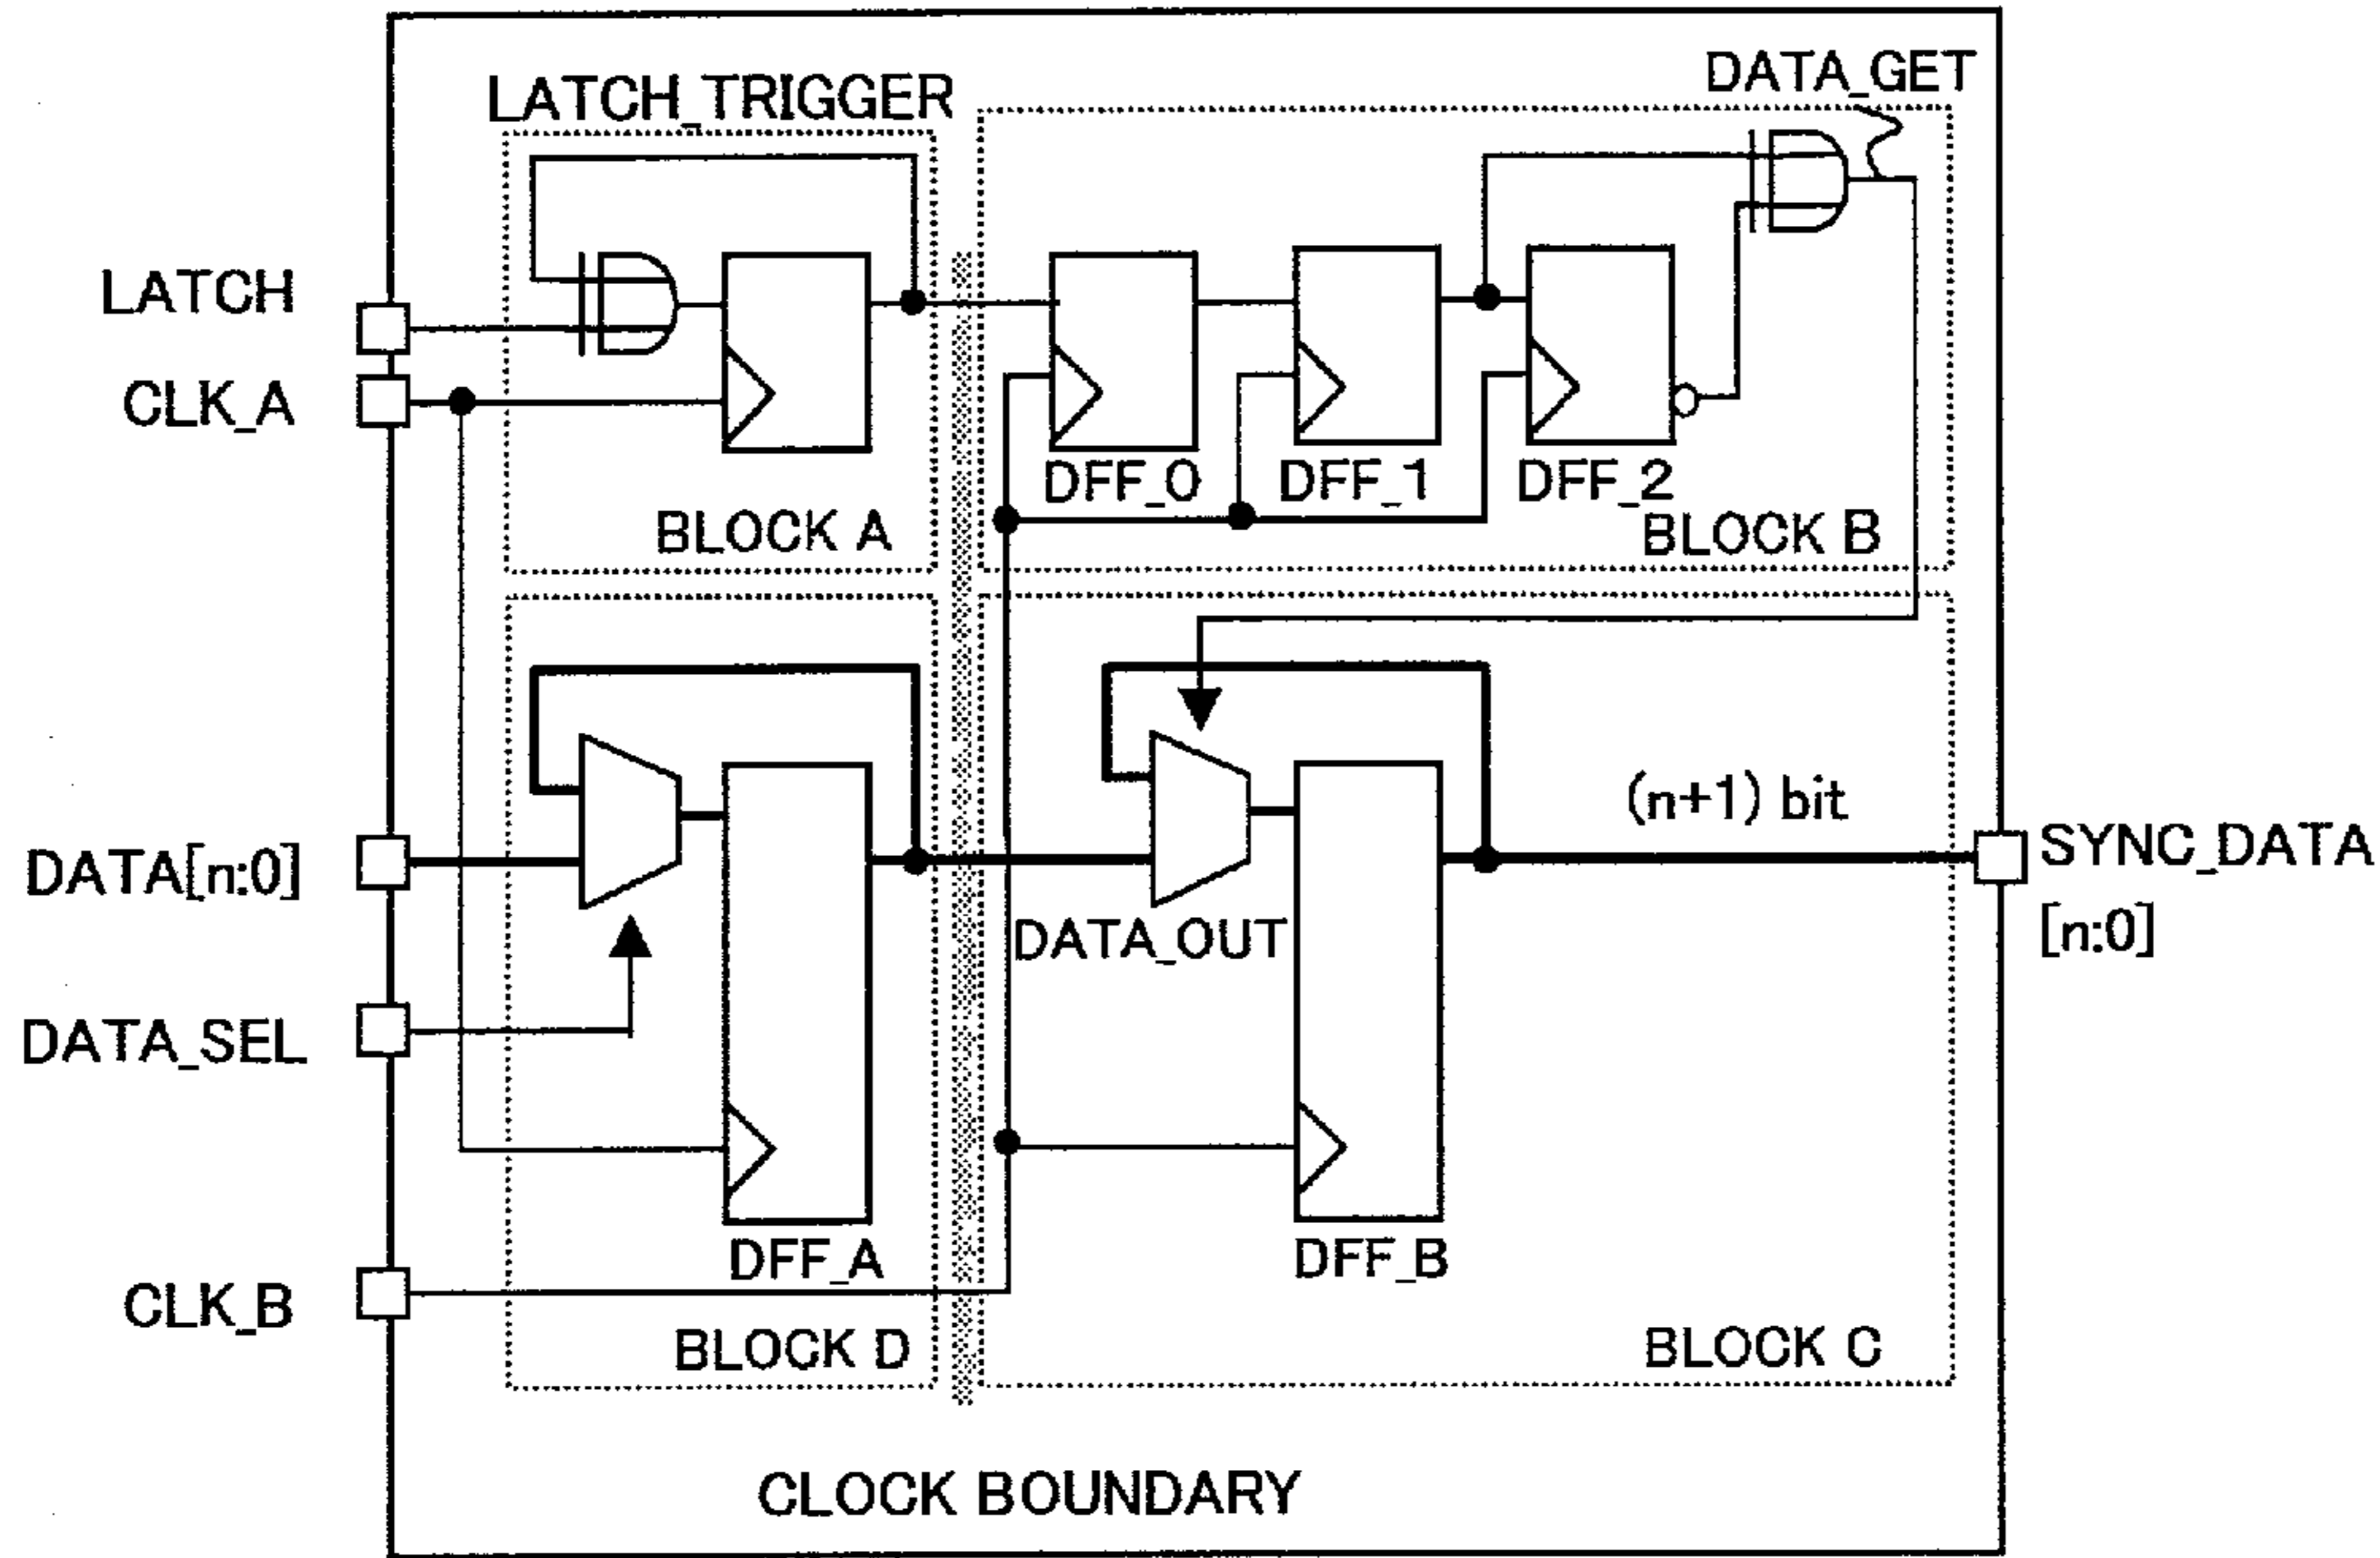 DATA_GET
LATCH_TRIGGER
LATCH
CLK_A
DFF_0
DFF_1
DFF_2
BLOCK A
BLOCK B
DATA[n:0]
(n+1) bit
SYNC_DATA
[n:0]
DATA_OUT
DATA_SEL
DFF_A
DFF_B
CLK_B
BLOCK D
BLOCK C
CLOCK BOUNDARY